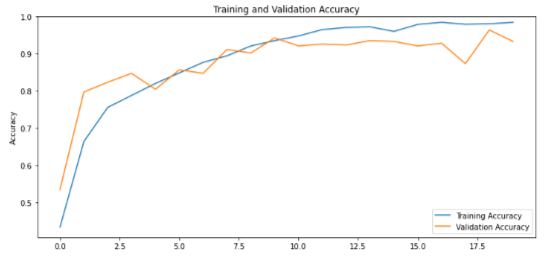 Training and Validation Accuracy
1.0
0.9
0.8
0.7
0.6
0.5
Accuracy
0.0 2.5 5.0 7.5 10.0 12.5 15.0 17.5
Training Accuracy
Validation Accuracy